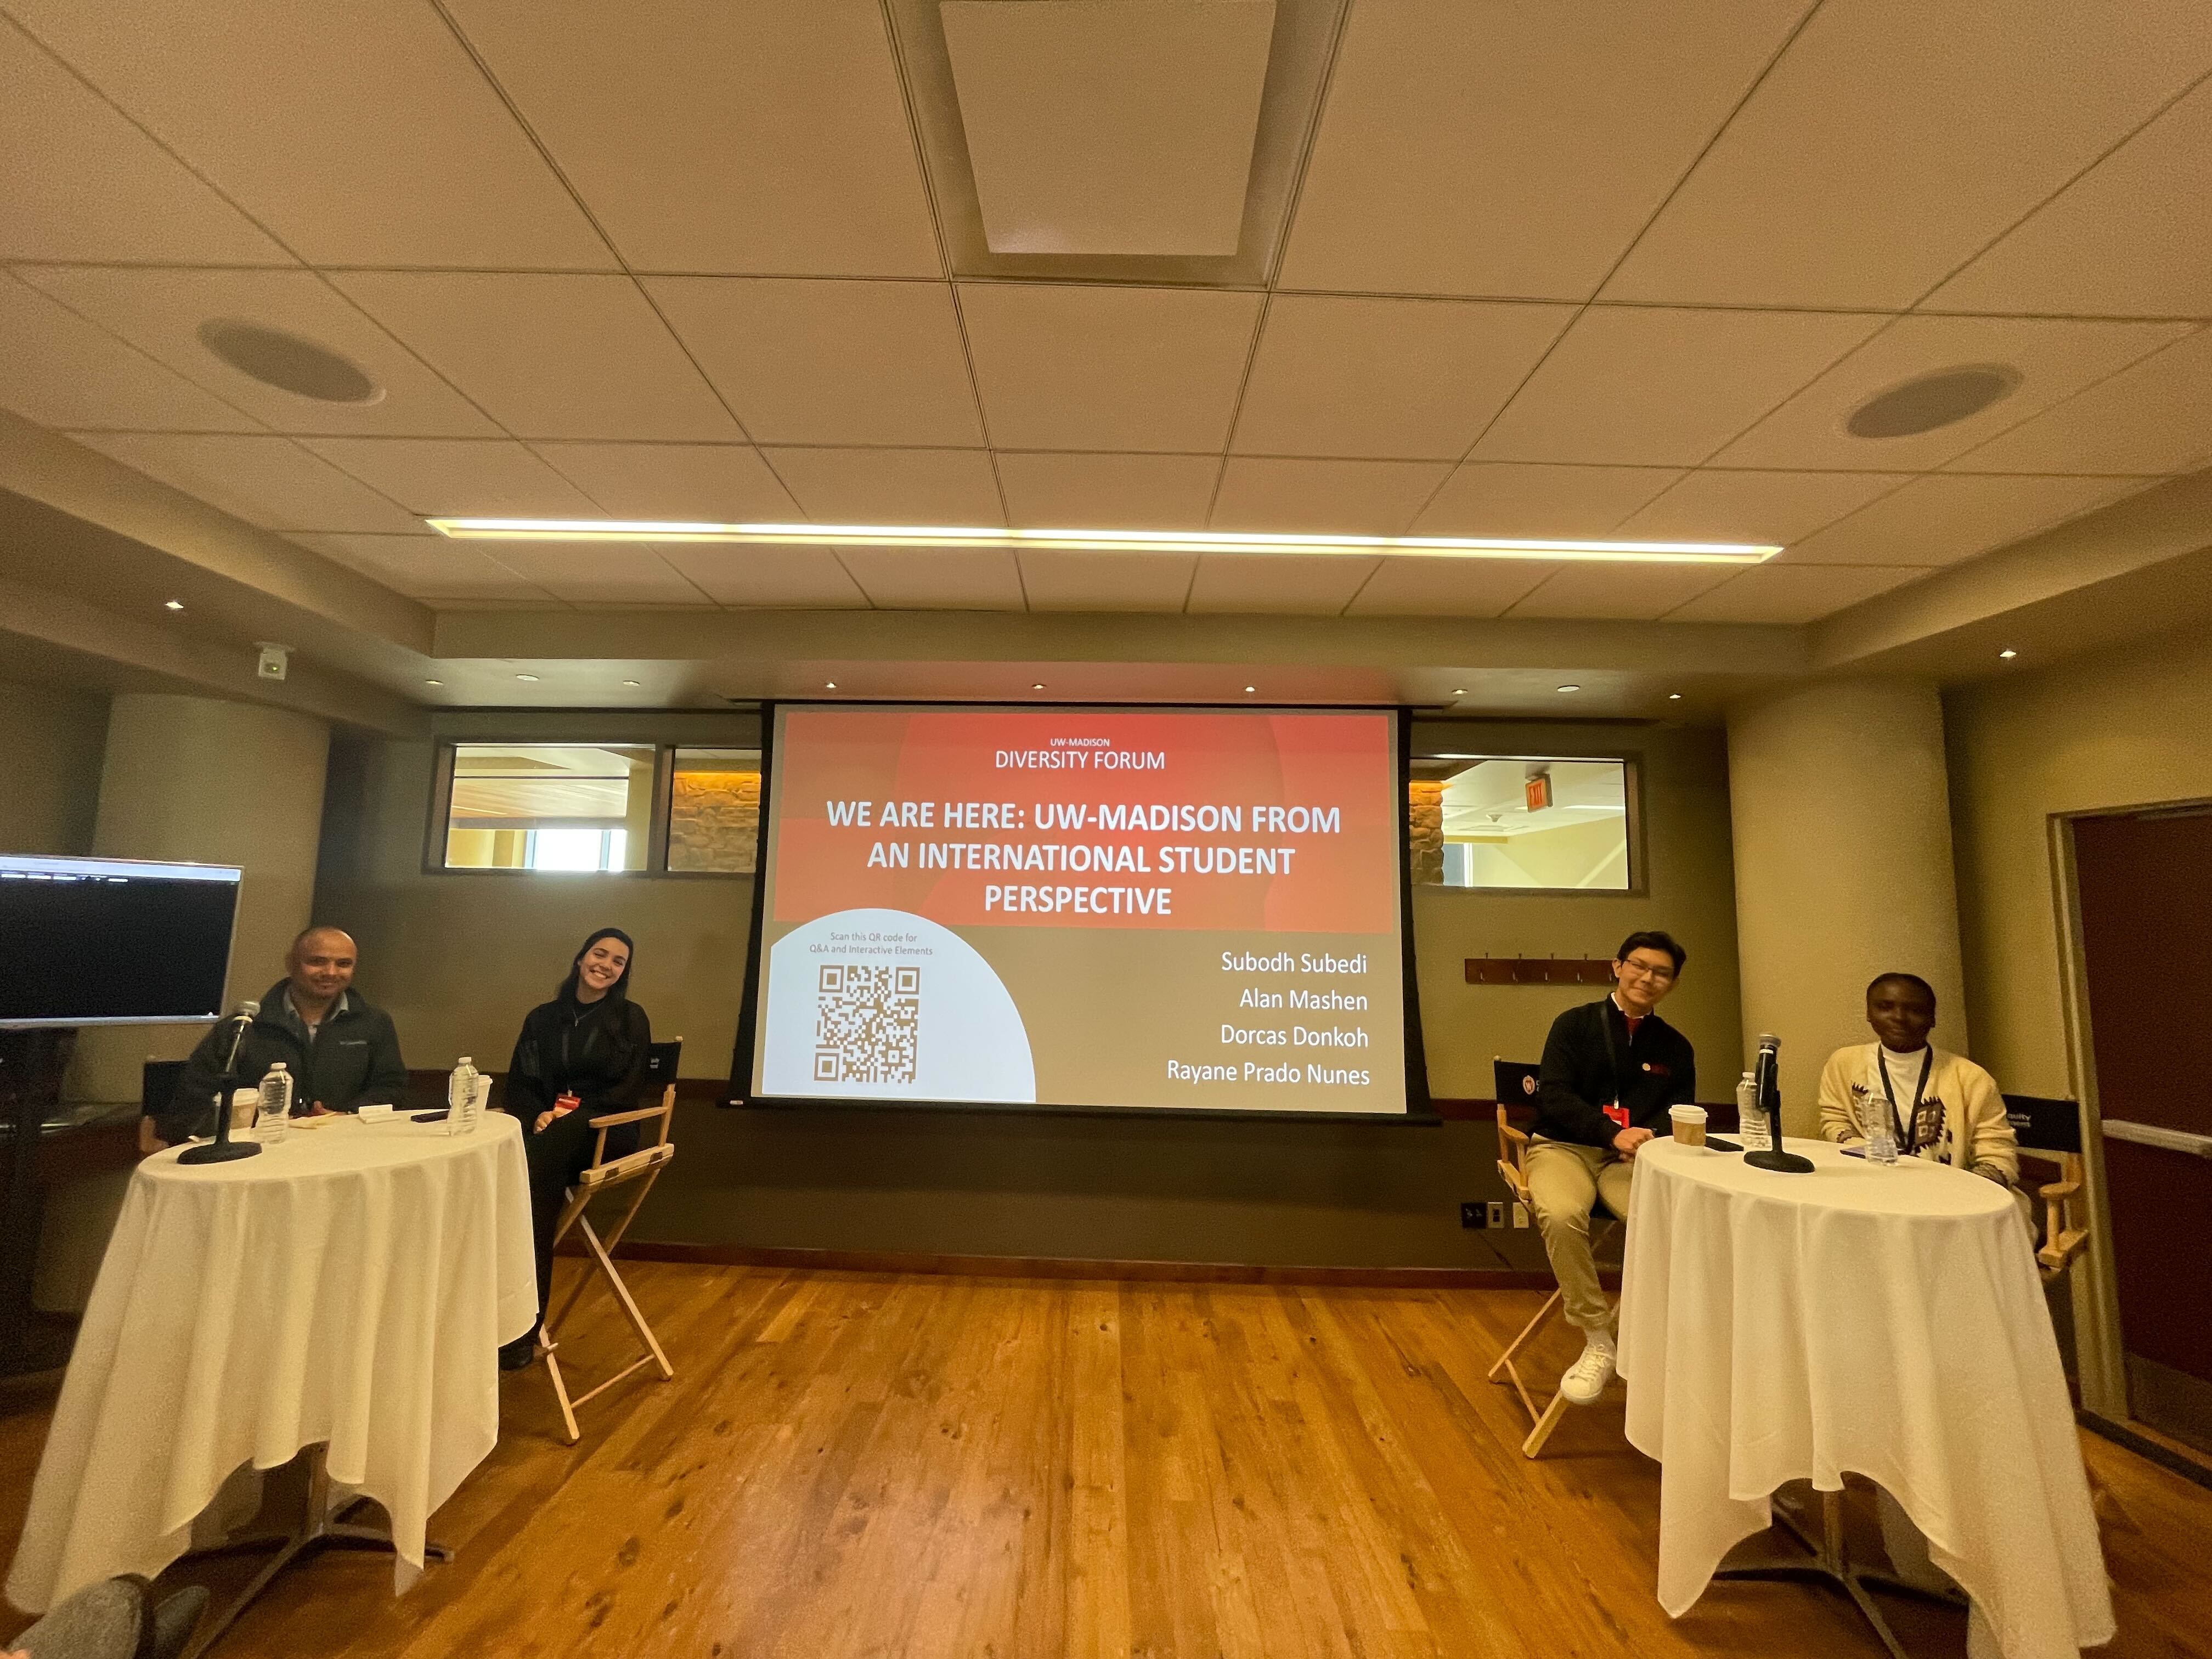 UW-MADISON
DIVERSITY FORUM
WE ARE HERE: UW-MADISON FROM
AN INTERNATIONAL STUDENT
PERSPECTIVE
Scan this QR code for
Q&A and Interactive Elements
Subodh Subedi
Alan Mashen
Dorcas Donkoh
Rayane Prado Nunes
EXIT
Columbia